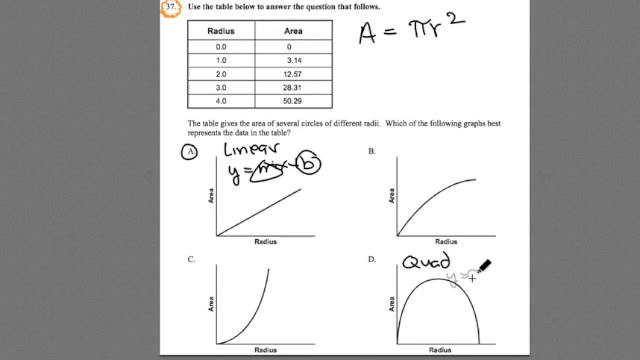 37. Use the table below to answer the question that follows.
A = πr²
Radius Area
0.0 0
1.0 3.14
2.0 12.57
3.0 28.31
4.0 50.29
The table gives the area of several circles of different radii. Which of the following graphs best
represents the data in the table?
A. Linear
y = mx + b
Area
Radius
B.
Area
Radius
C.
Area
Radius
D. Quad
y =
Area
Radius